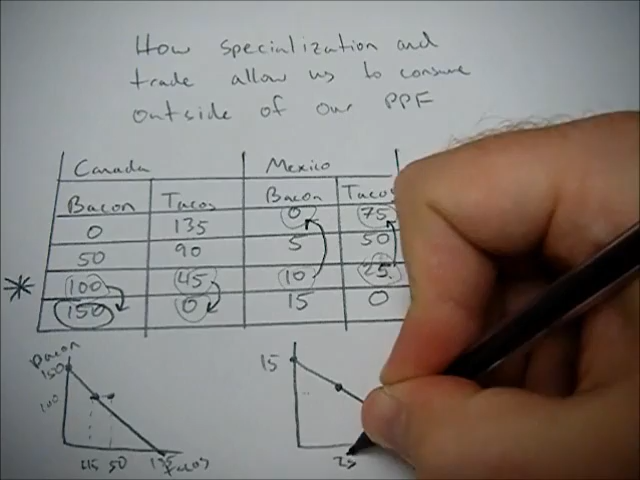 How specialization and
trade allow us to consume
outside of our PPF
Canada Mexico
Bacon Tacos Bacon Tacos
0 135 0 75
50 90 5 50
* 100 45 10 25
150 0 15 0
Bacon
150
100
45 50 135 Tacos
15
25